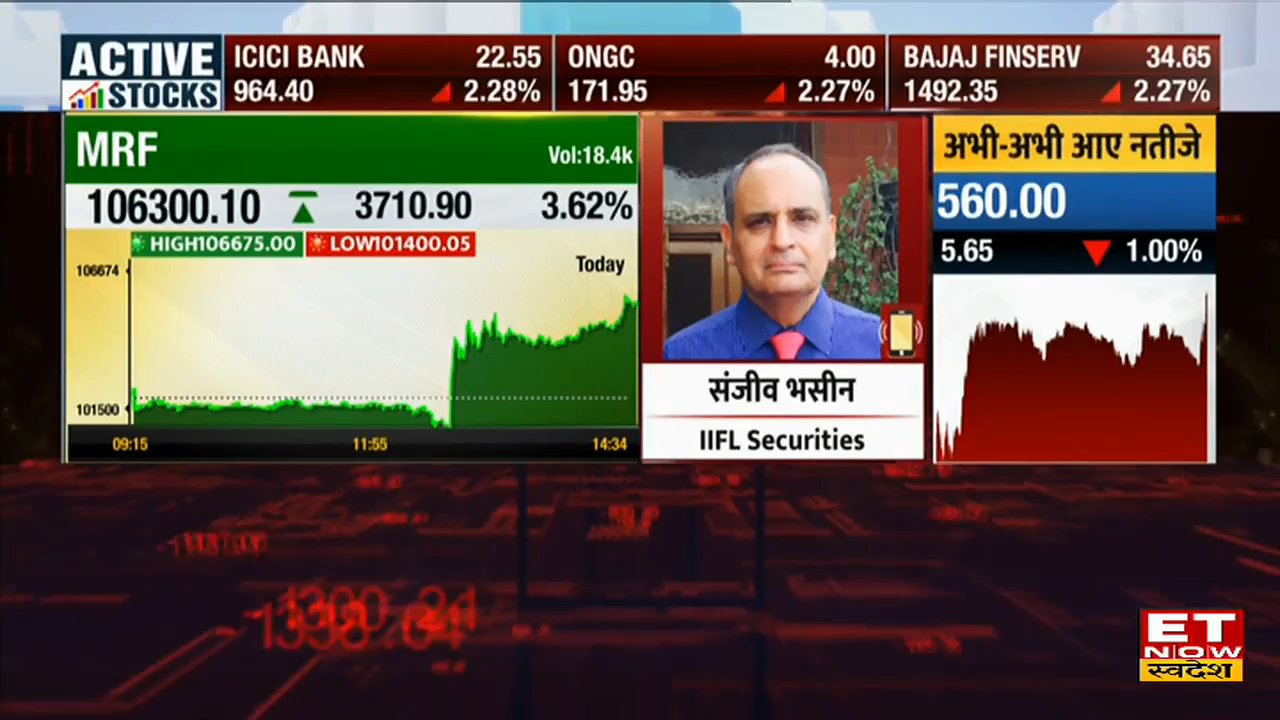 ACTIVE
STOCKS
ICICI BANK 22.55
964.40 2.28%
ONGC 4.00
171.95 2.27%
BAJAJ FINSERV 34.65
1492.35 2.27%
MRF Vol:18.4k
106300.10 3710.90 3.62%
HIGH106675.00 LOW101400.05
Today
106674
101500
09:15 11:55 14:34
संजीव भसीन
IIFL Securities
अभी-अभी आए नतीजे
560.00
5.65 1.00%
ET
NOW
स्वदेश